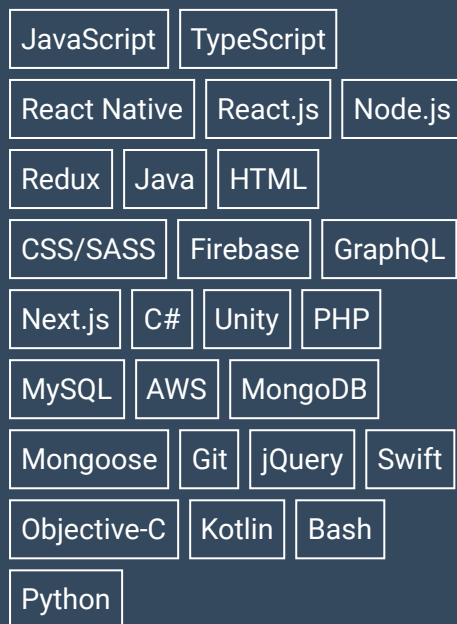 JavaScript TypeScript
React Native React.js Node.js
Redux Java HTML
CSS/SASS Firebase GraphQL
Next.js C# Unity PHP
MySQL AWS MongoDB
Mongoose Git jQuery Swift
Objective-C Kotlin Bash
Python